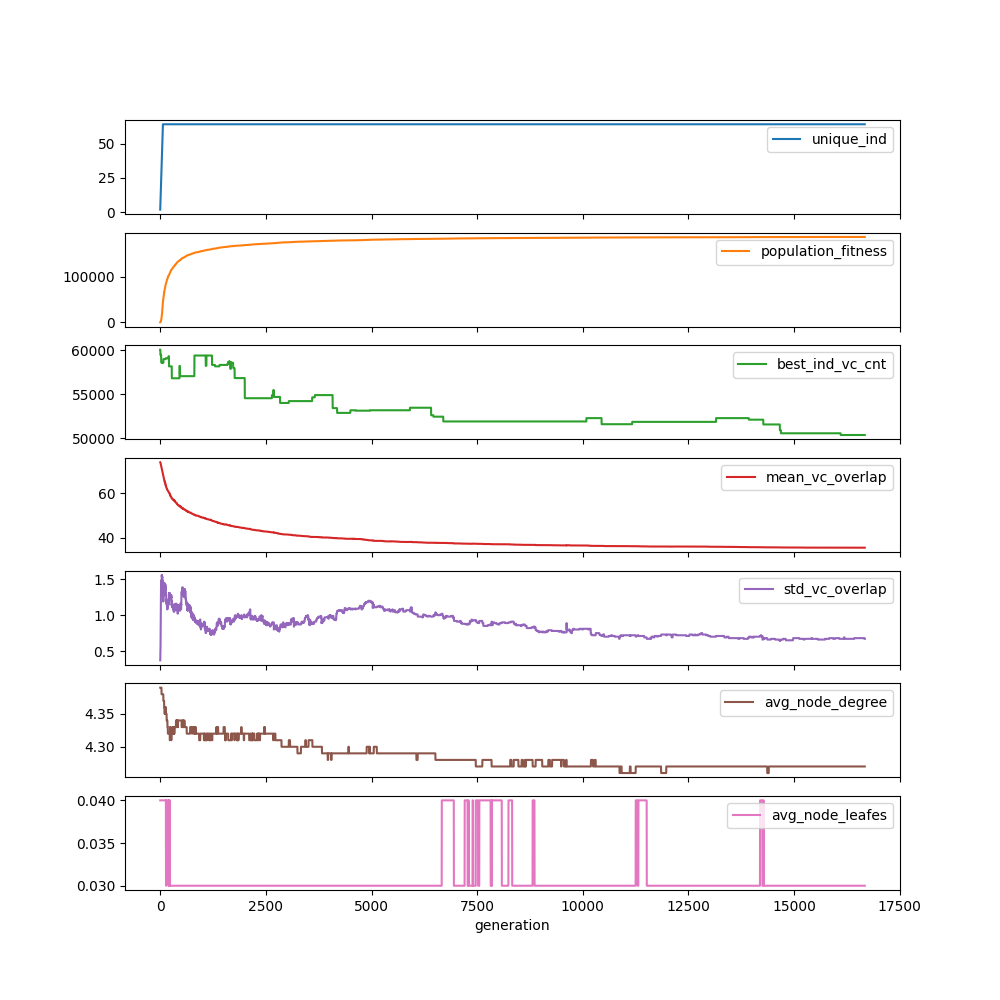 50
25
0
unique_ind
100000
0
population_fitness
60000
55000
50000
best_ind_vc_cnt
60
40
mean_vc_overlap
1.5
1.0
0.5
std_vc_overlap
4.35
4.30
avg_node_degree
0.040
0.035
0.030
avg_node_leafes
0 2500 5000 7500 10000 12500 15000 17500
generation